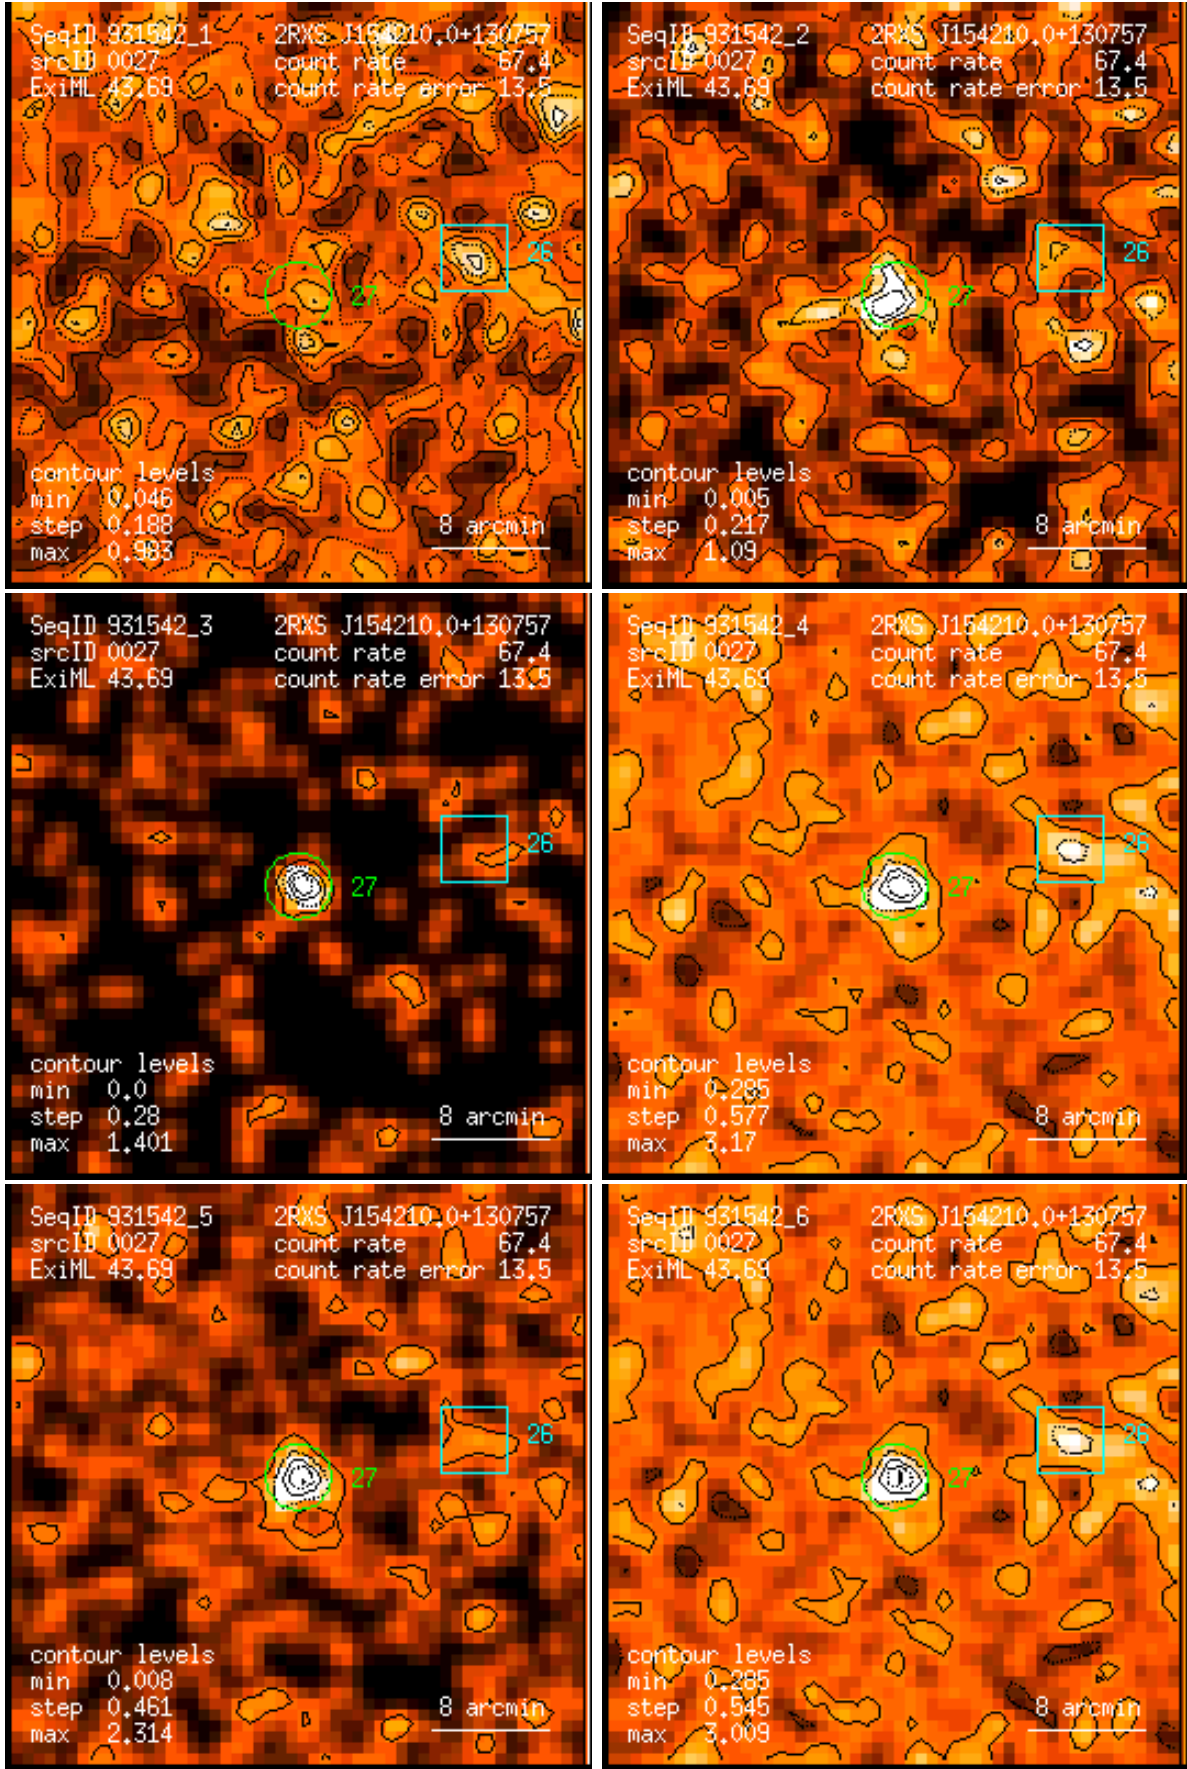 SeqID 931542_1 2RXS J154210.0+130757
srcID 0027 count rate 67.4
ExiML 43.69 count rate error 13.5
26
27
contour levels
min 0.046
step 0.188 8 arcmin
max 0.983
SeqID 931542_2 2RXS J154210.0+130757
srcID 0027 count rate 67.4
ExiML 43.69 count rate error 13.5
26
27
contour levels
min 0.005
step 0.217 8 arcmin
max 1.09
SeqID 931542_3 2RXS J154210.0+130757
srcID 0027 count rate 67.4
ExiML 43.69 count rate error 13.5
26
27
contour levels
min 0.0
step 0.28 8 arcmin
max 1.401
SeqID 931542_4 2RXS J154210.0+130757
srcID 0027 count rate 67.4
ExiML 43.69 count rate error 13.5
26
27
contour levels
min 0.285
step 0.577 8 arcmin
max 3.17
SeqID 931542_5 2RXS J154210.0+130757
srcID 0027 count rate 67.4
ExiML 43.69 count rate error 13.5
26
27
contour levels
min 0.008
step 0.461 8 arcmin
max 2.314
SeqID 931542_6 2RXS J154210.0+130757
srcID 0027 count rate 67.4
ExiML 43.69 count rate error 13.5
26
27
contour levels
min 0.285
step 0.545 8 arcmin
max 3.009